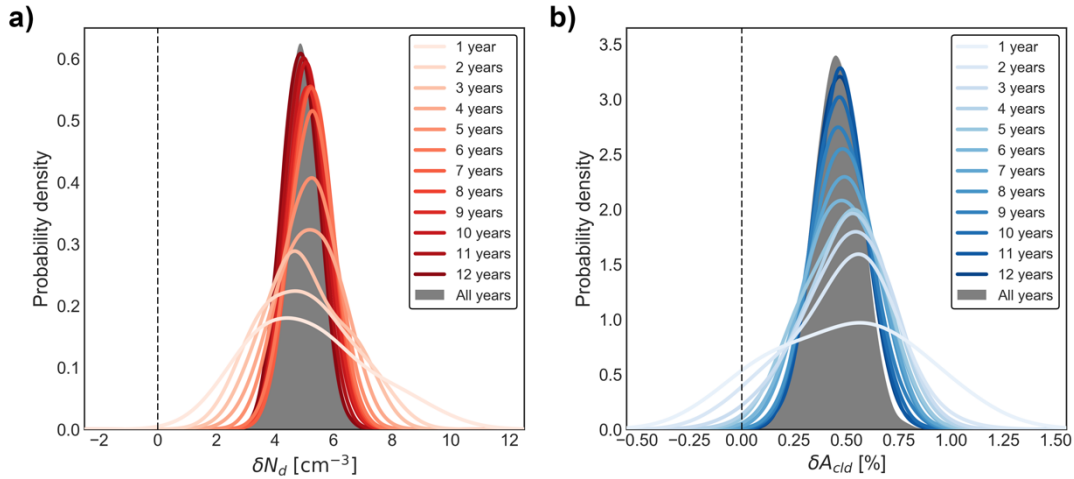 a)
Probability density
0.6
0.5
0.4
0.3
0.2
0.1
0.0
−2
0
2
4
6
8
10
12
δN_d [cm⁻³]
1 year
2 years
3 years
4 years
5 years
6 years
7 years
8 years
9 years
10 years
11 years
12 years
All years
b)
Probability density
3.5
3.0
2.5
2.0
1.5
1.0
0.5
0.0
−0.50
−0.25
0.00
0.25
0.50
0.75
1.00
1.25
1.50
δA_cld [%]
1 year
2 years
3 years
4 years
5 years
6 years
7 years
8 years
9 years
10 years
11 years
12 years
All years